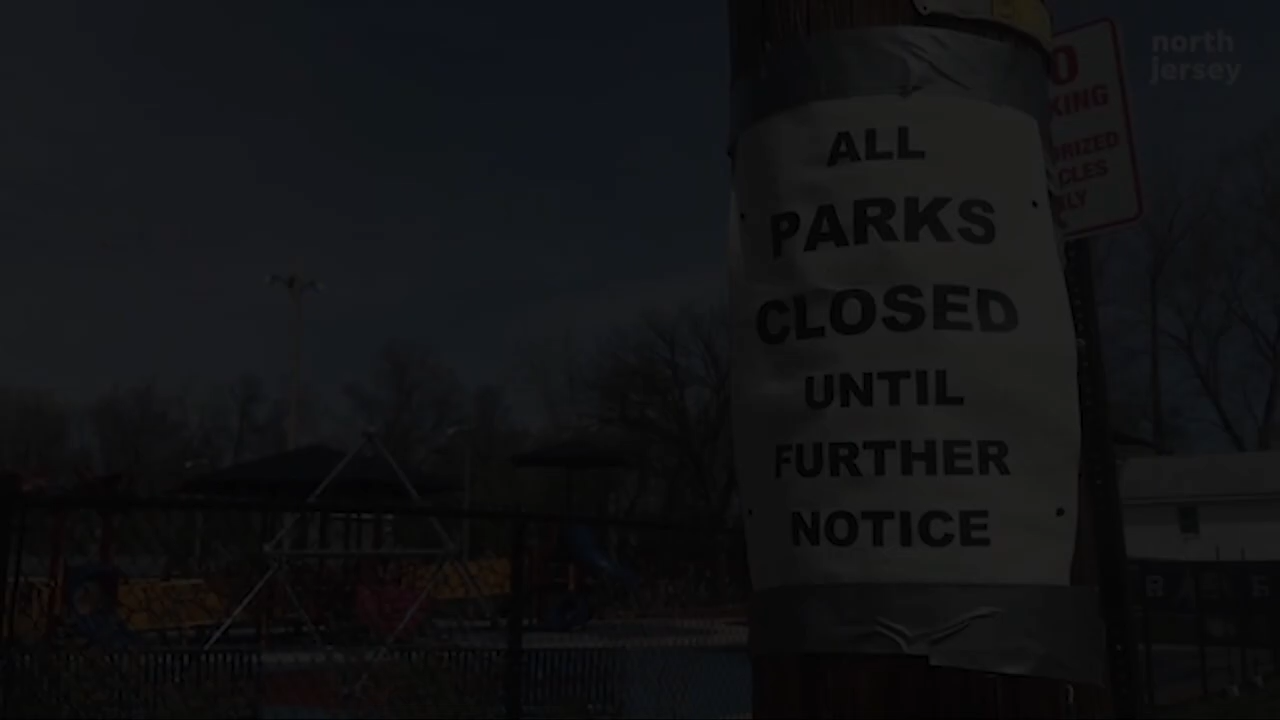 north
jersey
ALL
PARKS
CLOSED
UNTIL
FURTHER
NOTICE